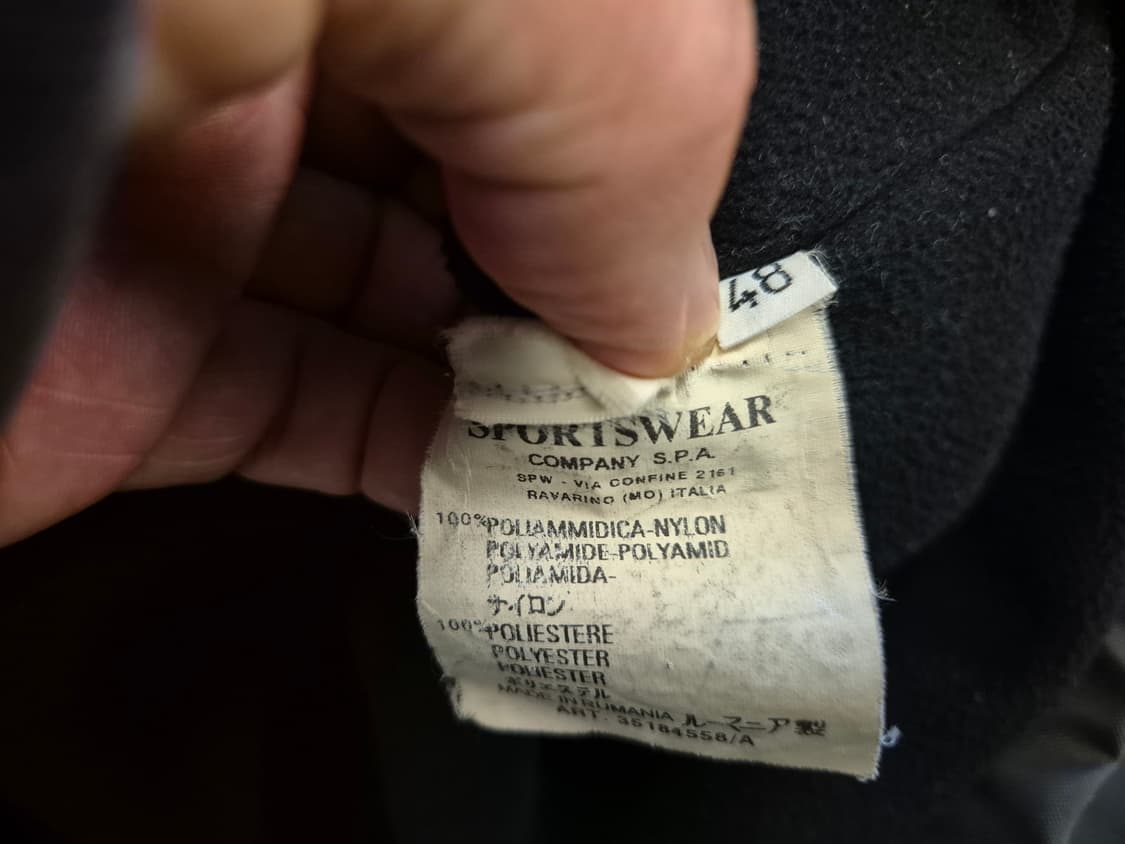 48
SPORTSWEAR
COMPANY S.P.A.
SPW - VIA CONFINE 2161
RAVARINO (MO) ITALIA
100% POLIAMMIDICA-NYLON
POLYAMIDE-POLYAMID
POLIAMIDA-
ナイロン
100% POLIESTERE
POLYESTER
POLIESTER
ポリエステル
MADE IN RUMANIA ルーマニア製
ART. 35184558/A